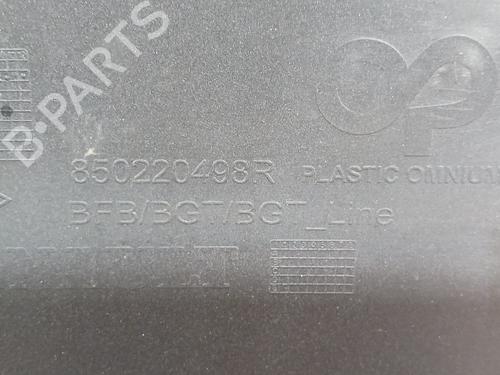 B-PARTS
850220498R PLASTIC OMNIUM
BFB/BGT/BGT_Line